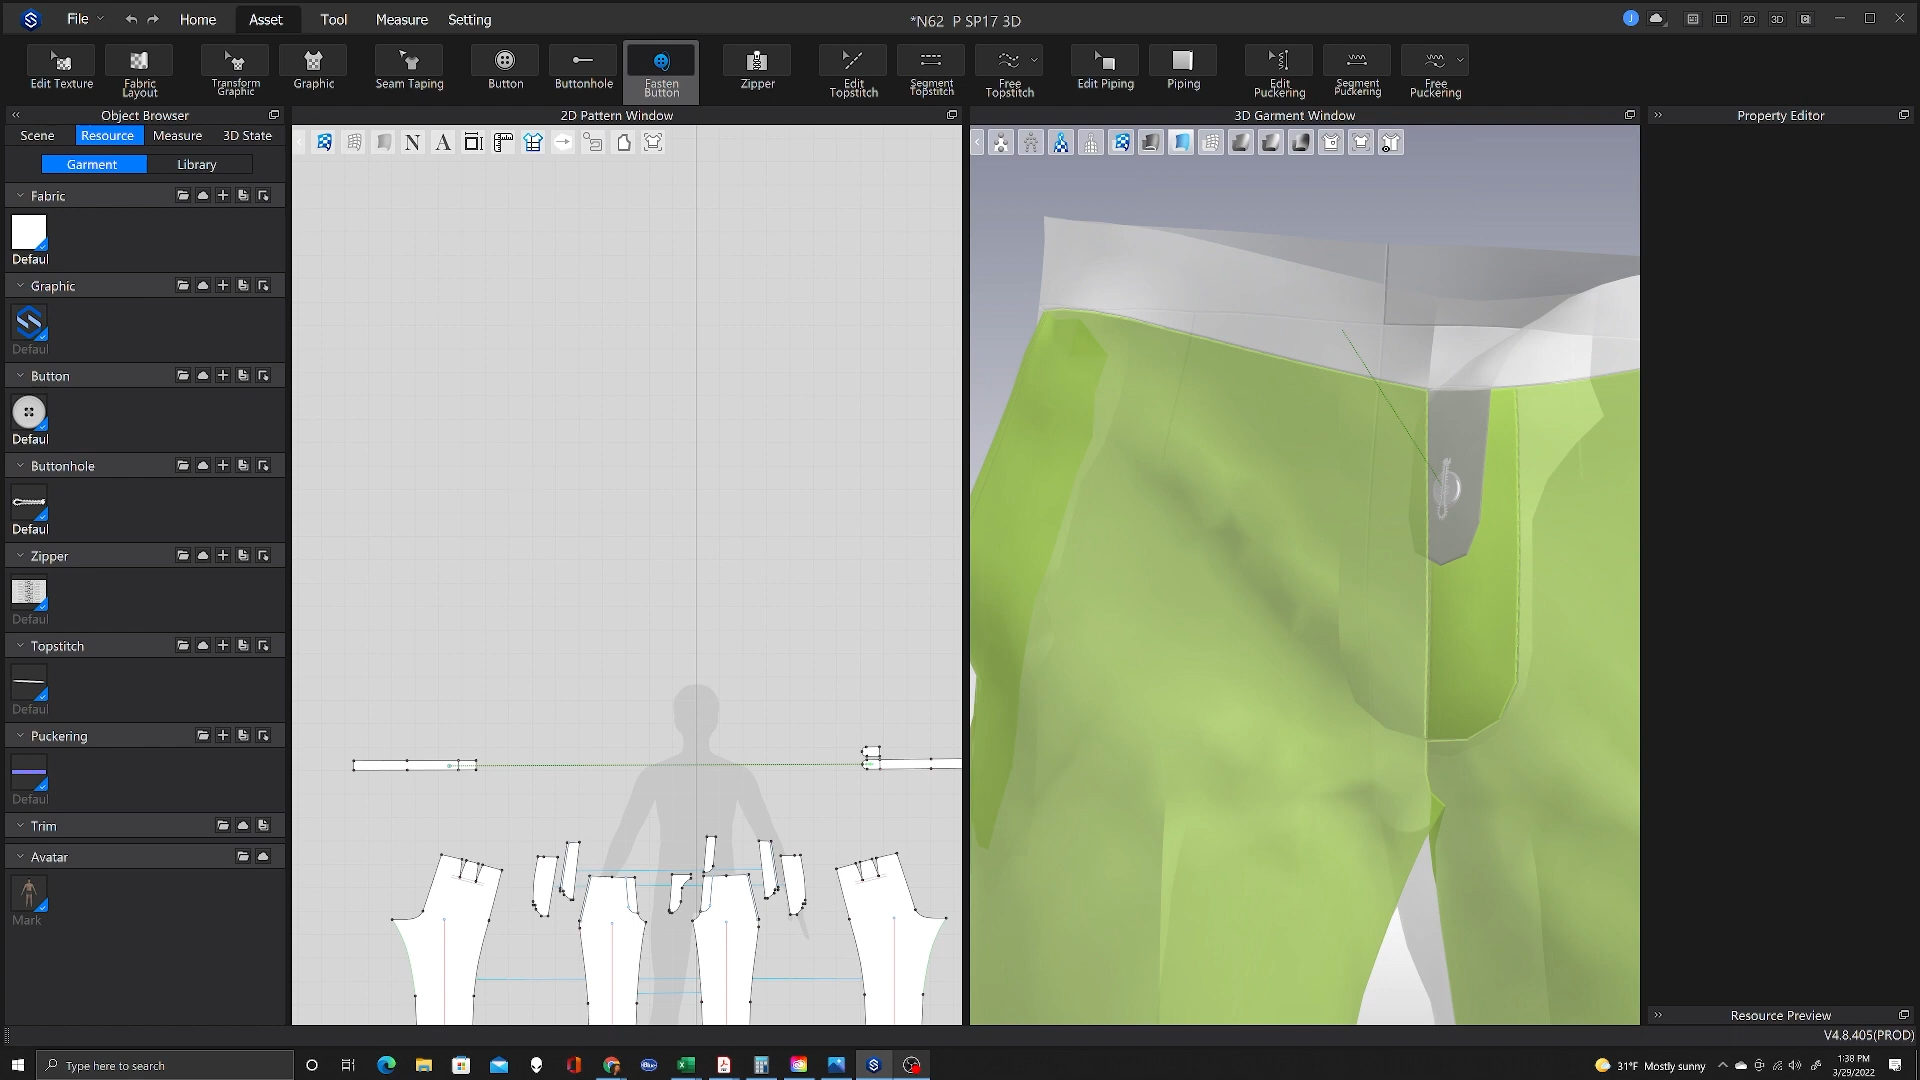 File
Home
Asset
Tool
Measure
Setting
*N62 P SP17 3D
J
2D
3D
Edit Texture
Fabric
Layout
Transform
Graphic
Graphic
Seam Taping
Button
Buttonhole
Fasten
Button
Zipper
Edit
Topstitch
Segment
Topstitch
Free
Topstitch
Edit Piping
Piping
Edit
Puckering
Segment
Puckering
Free
Puckering
Object Browser
2D Pattern Window
3D Garment Window
Property Editor
Scene
Resource
Measure
3D State
N
A
Garment
Library
Fabric
Defaul
Graphic
Defaul
Button
Defaul
Buttonhole
Defaul
Zipper
Defaul
Topstitch
Defaul
Puckering
Defaul
Trim
Avatar
Mark
Resource Preview
V4.8.405(PROD)
Type here to search
31°F Mostly sunny
1:38 PM
3/29/2022